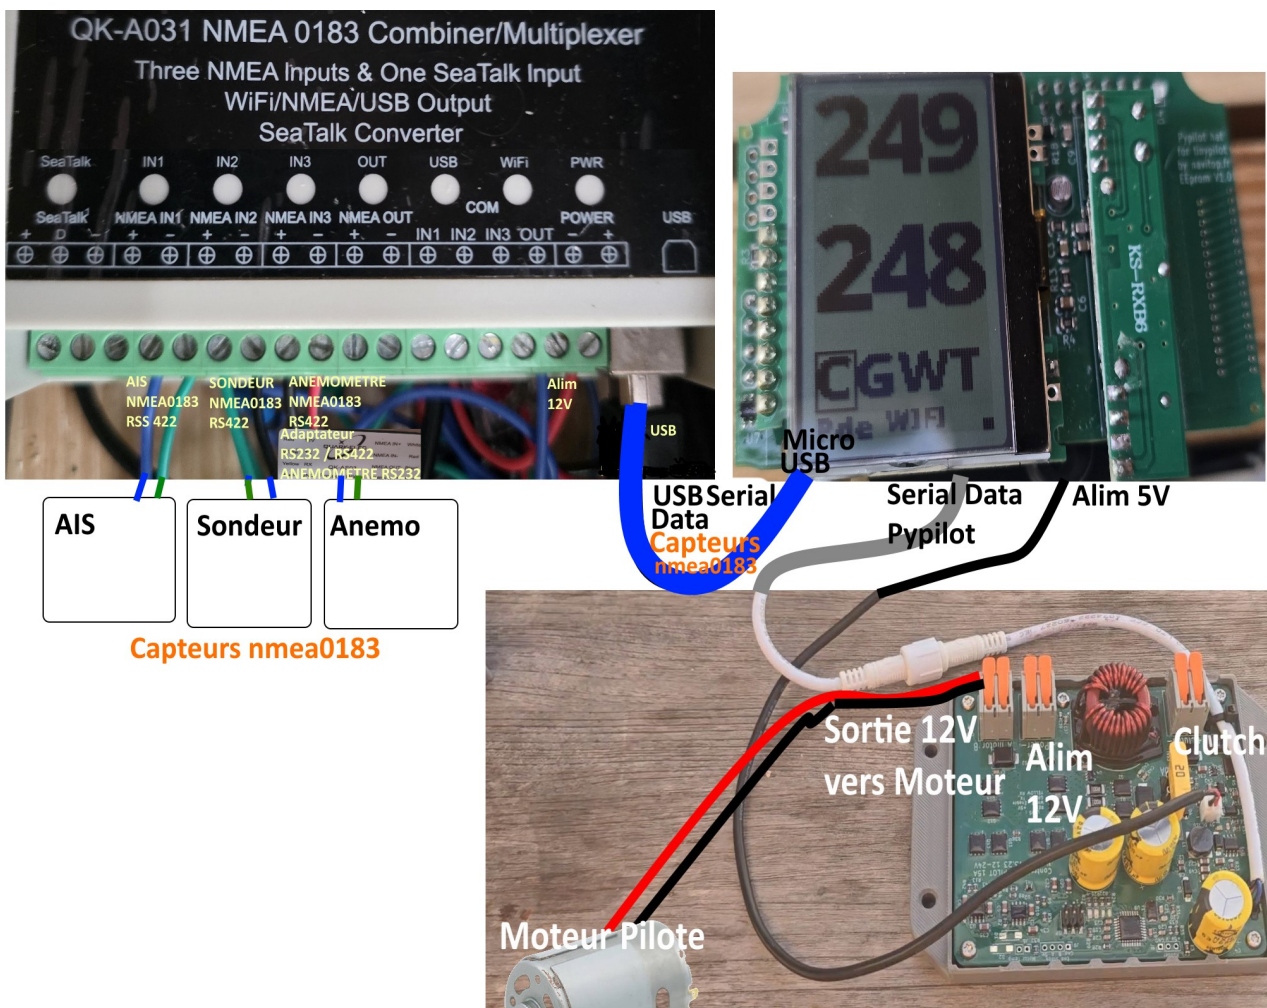 QK-A031 NMEA 0183 Combiner/Multiplexer
Three NMEA Inputs & One SeaTalk Input
WiFi/NMEA/USB Output
SeaTalk Converter
SeaTalk IN1 IN2 IN3 OUT USB WiFi PWR
COM
SeaTalk NMEA IN1 NMEA IN2 NMEA IN3 NMEA OUT POWER USB
+ D − + − + − + − + − IN1 IN2 IN3 OUT − +
AIS
NMEA0183
RSS 422
SONDEUR
NMEA0183
RS422
ANEMOMETRE
NMEA0183
RS422
Adaptateur
RS232 / RS422
ANEMOMETRE RS232
Alim
12V
USB
249
248
CGWT
WIFI
KS-RXB6
R4
C6
Micro
USB
USB Serial
Data
Capteurs
nmea0183
Serial Data
Pypilot
Alim 5V
AIS
Sondeur
Anemo
Capteurs nmea0183
Sortie 12V
vers Moteur
Alim
12V
Clutch
20
Moteur Pilote